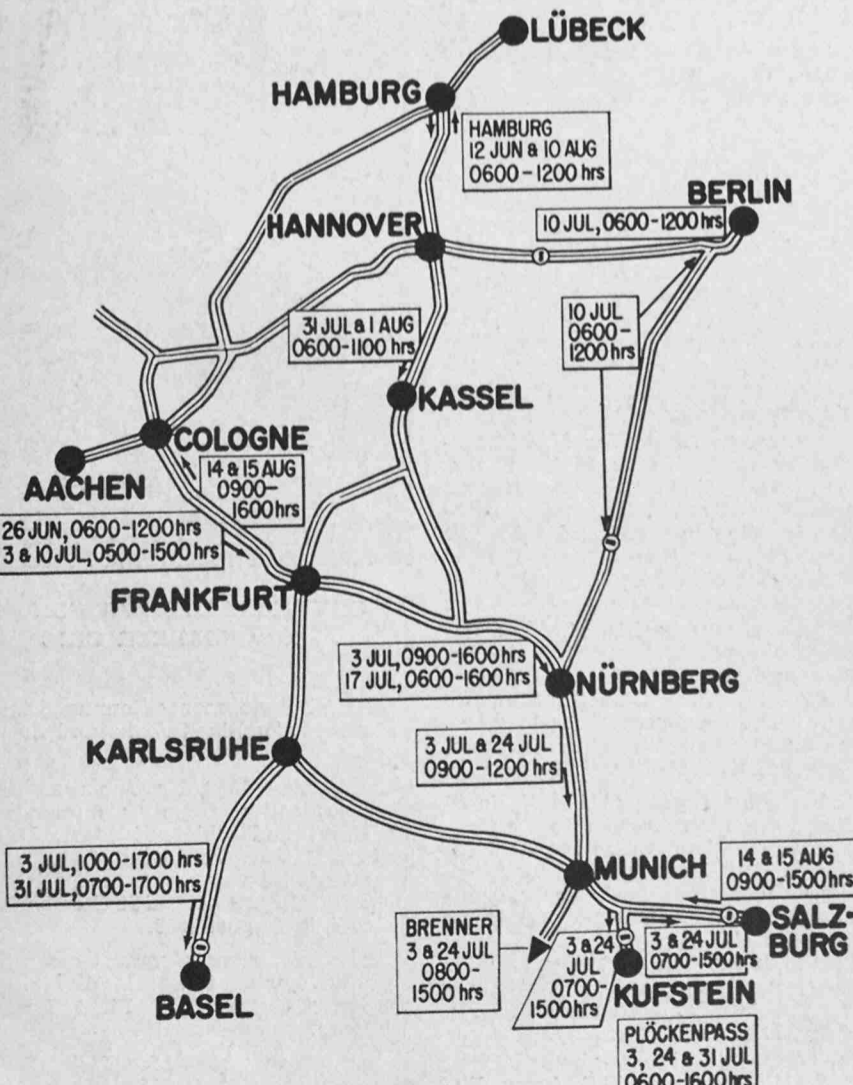 LÜBECK
HAMBURG
HAMBURG
12 JUN & 10 AUG
0600-1200 hrs
BERLIN
10 JUL, 0600-1200 hrs
HANNOVER
10 JUL
0600-
1200 hrs
31 JUL & 1 AUG
0600-1100 hrs
KASSEL
COLOGNE
AACHEN
14 & 15 AUG
0900-
1600 hrs
26 JUN, 0600-1200 hrs
3 & 10 JUL, 0500-1500 hrs
FRANKFURT
3 JUL, 0900-1600 hrs
17 JUL, 0600-1600 hrs
NÜRNBERG
3 JUL & 24 JUL
0900-1200 hrs
KARLSRUHE
3 JUL, 1000-1700 hrs
31 JUL, 0700-1700 hrs
MUNICH
14 & 15 AUG
0900-1500 hrs
SALZ-
BURG
BRENNER
3 & 24 JUL
0800-
1500 hrs
3 & 24
JUL
0700-
1500 hrs
3 & 24 JUL
0700-1500 hrs
KUFSTEIN
BASEL
PLÖCKENPASS
3, 24 & 31 JUL
0600-1600 hrs